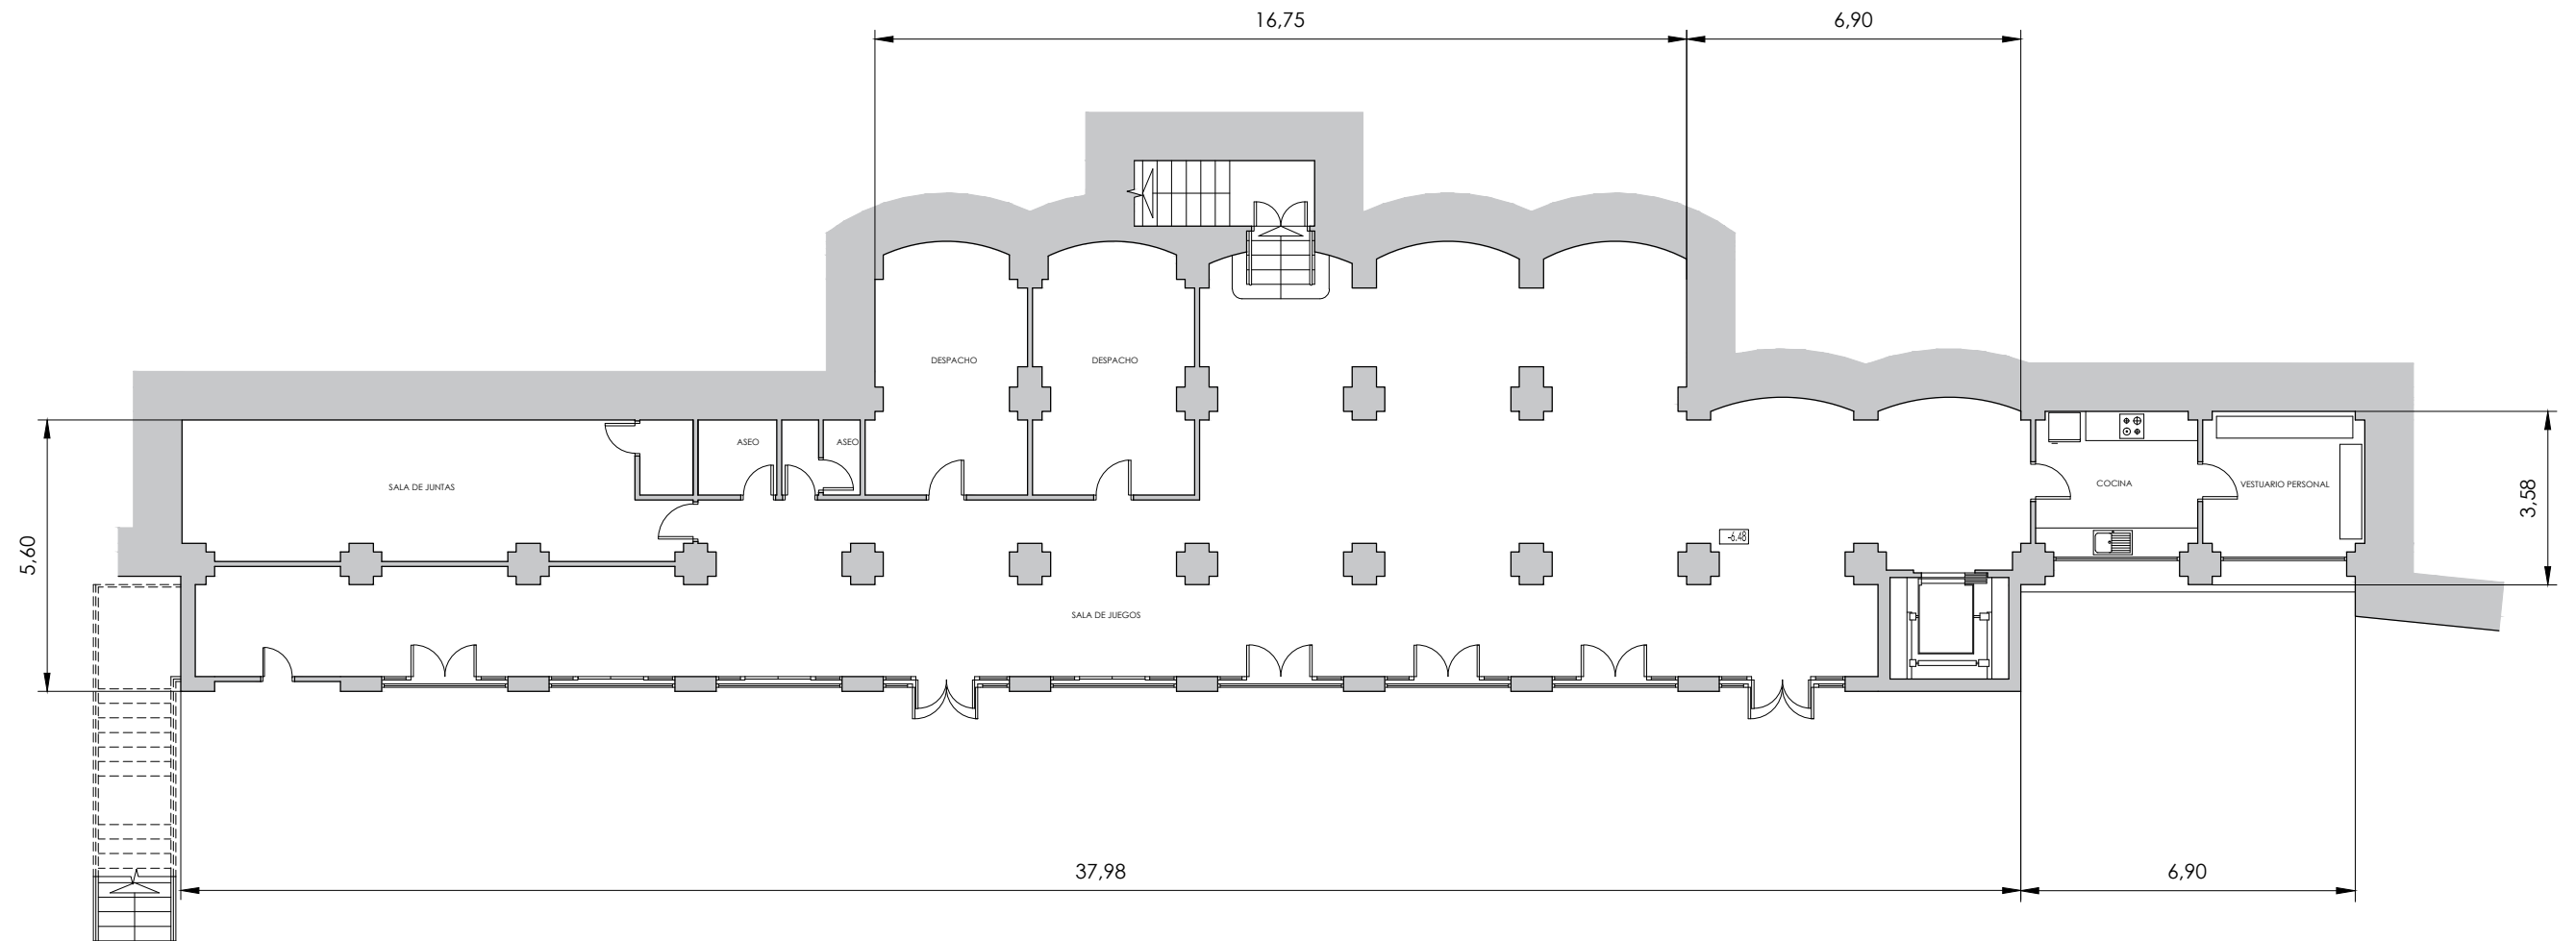 16,75
6,90
DESPACHO
DESPACHO
ASEO
ASEO
SALA DE JUNTAS
COCINA
VESTUARIO PERSONAL
3,58
5,60
-6.48
SALA DE JUEGOS
37,98
6,90